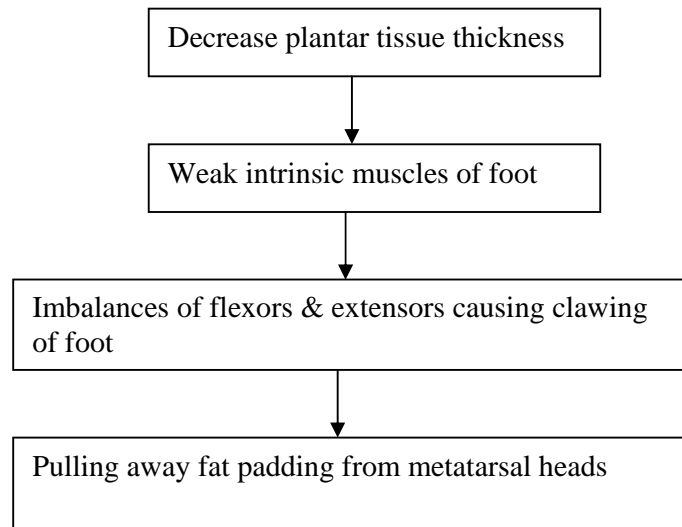 Decrease plantar tissue thickness
Weak intrinsic muscles of foot
Imbalances of flexors & extensors causing clawing
of foot
Pulling away fat padding from metatarsal heads